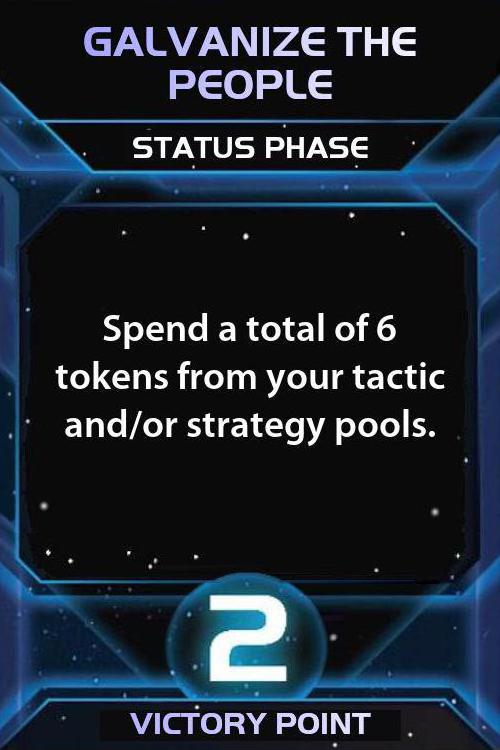 GALVANIZE THE
PEOPLE
STATUS PHASE
Spend a total of 6
tokens from your tactic
and/or strategy pools.
2
VICTORY POINT